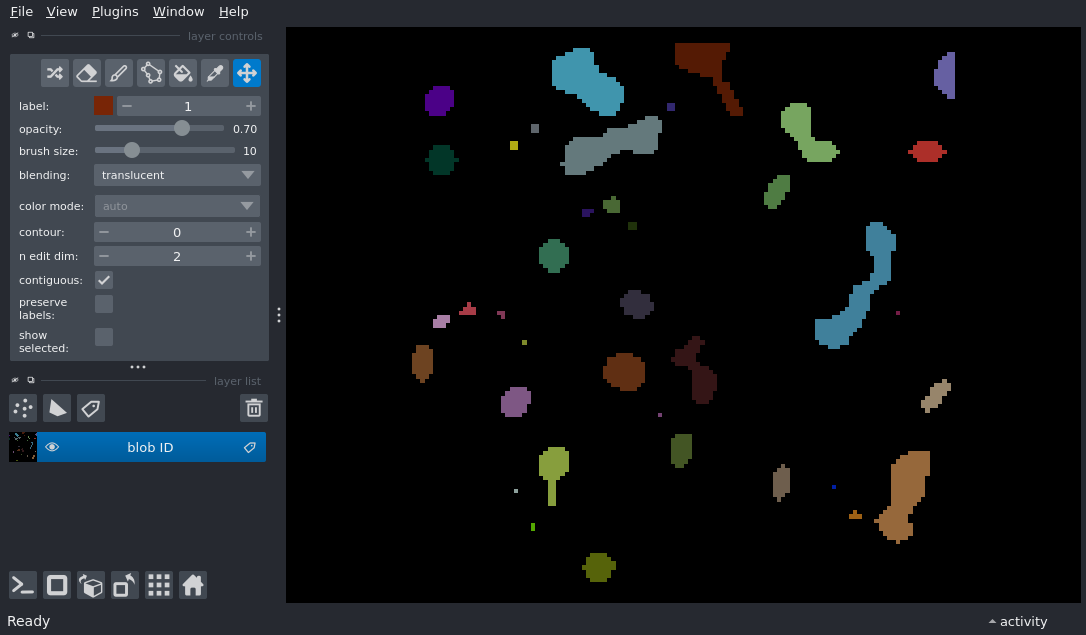 File View Plugins Window Help
layer controls
label: 1
opacity: 0.70
brush size: 10
blending: translucent
color mode: auto
contour: 0
n edit dim: 2
contiguous:
preserve
labels:
show
selected:
layer list
blob ID
Ready
activity